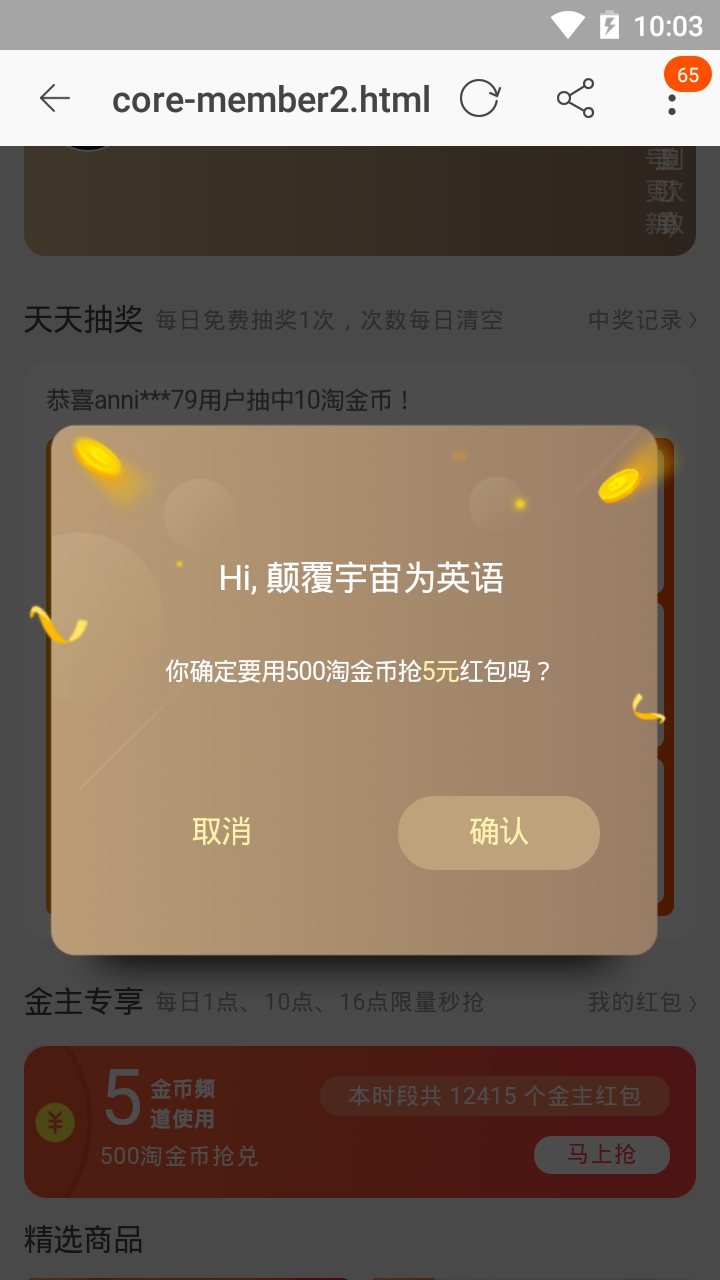 10:03
core-member2.html
65
天天抽奖 每日免费抽奖1次，次数每日清空 中奖记录
恭喜anni***79用户抽中10淘金币！
Hi, 颠覆宇宙为英语
你确定要用500淘金币抢5元红包吗？
取消 确认
金主专享 每日1点、10点、16点限量秒抢 我的红包
5 金币频
道使用
¥
500淘金币抢兑
本时段共 12415 个金主红包
马上抢
精选商品